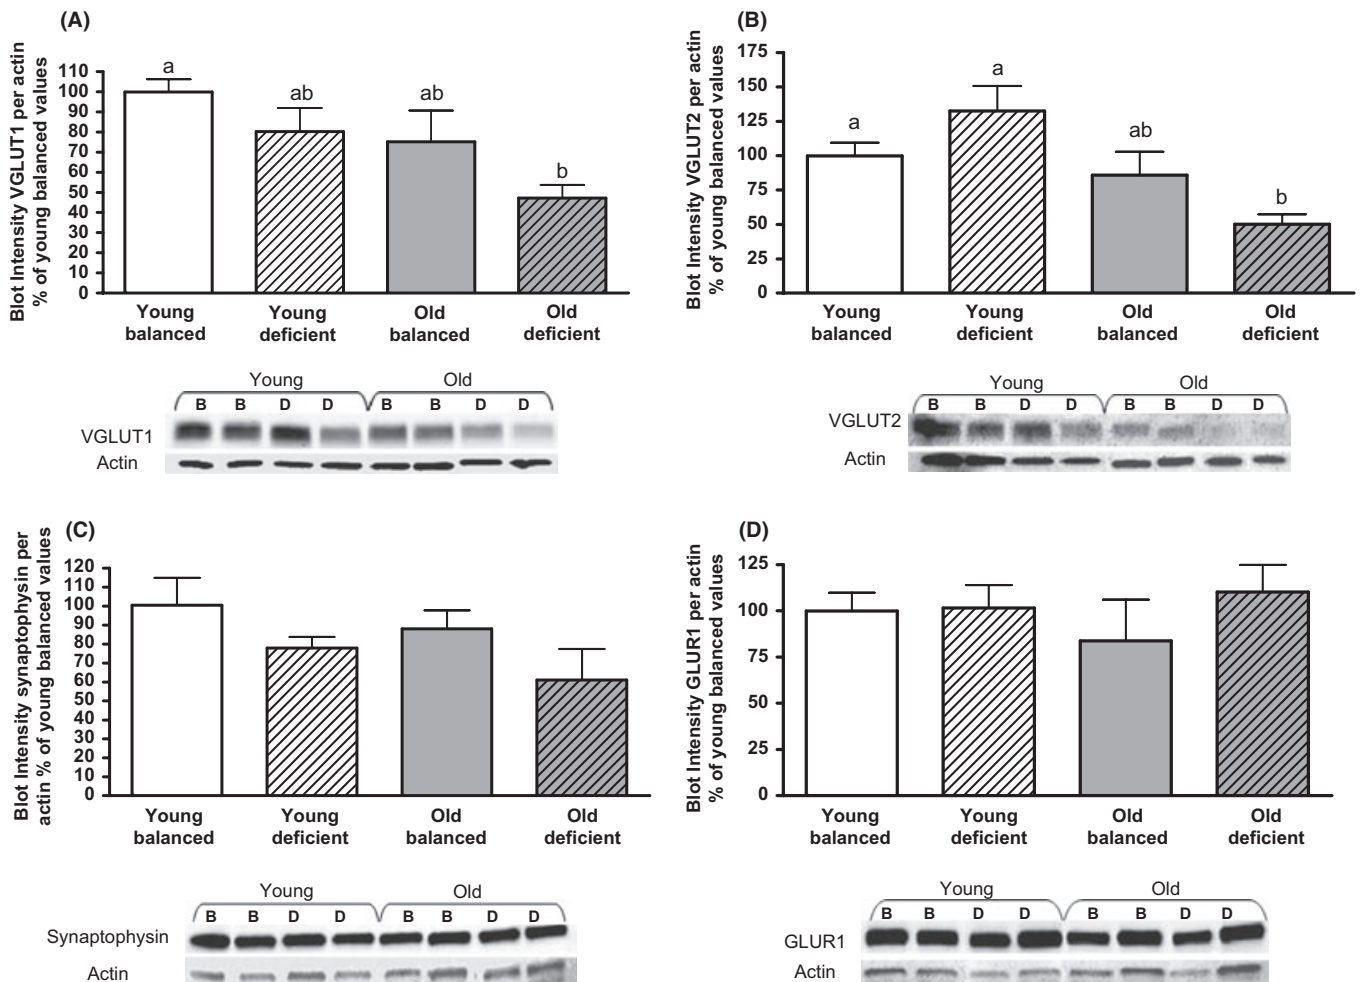 (A)
Blot Intensity VGLUT1 per actin
% of young balanced values
110
100
90
80
70
60
50
40
30
20
10
0
a
ab
ab
b
Young balanced
Young deficient
Old balanced
Old deficient
Young Old
B B D D B B D D
VGLUT1
Actin
(B)
Blot Intensity VGLUT2 per actin
% of young balanced values
175
150
125
100
75
50
25
0
a
a
ab
b
Young balanced
Young deficient
Old balanced
Old deficient
Young Old
B B D D B B D D
VGLUT2
Actin
(C)
Blot Intensity synaptophysin per
actin % of young balanced values
120
110
100
90
80
70
60
50
40
30
20
10
0
Young balanced
Young deficient
Old balanced
Old deficient
Young Old
B B D D B B D D
Synaptophysin
Actin
(D)
Blot Intensity GLUR1 per actin
% of young balanced values
125
100
75
50
25
0
Young balanced
Young deficient
Old balanced
Old deficient
Young Old
B B D D B B D D
GLUR1
Actin